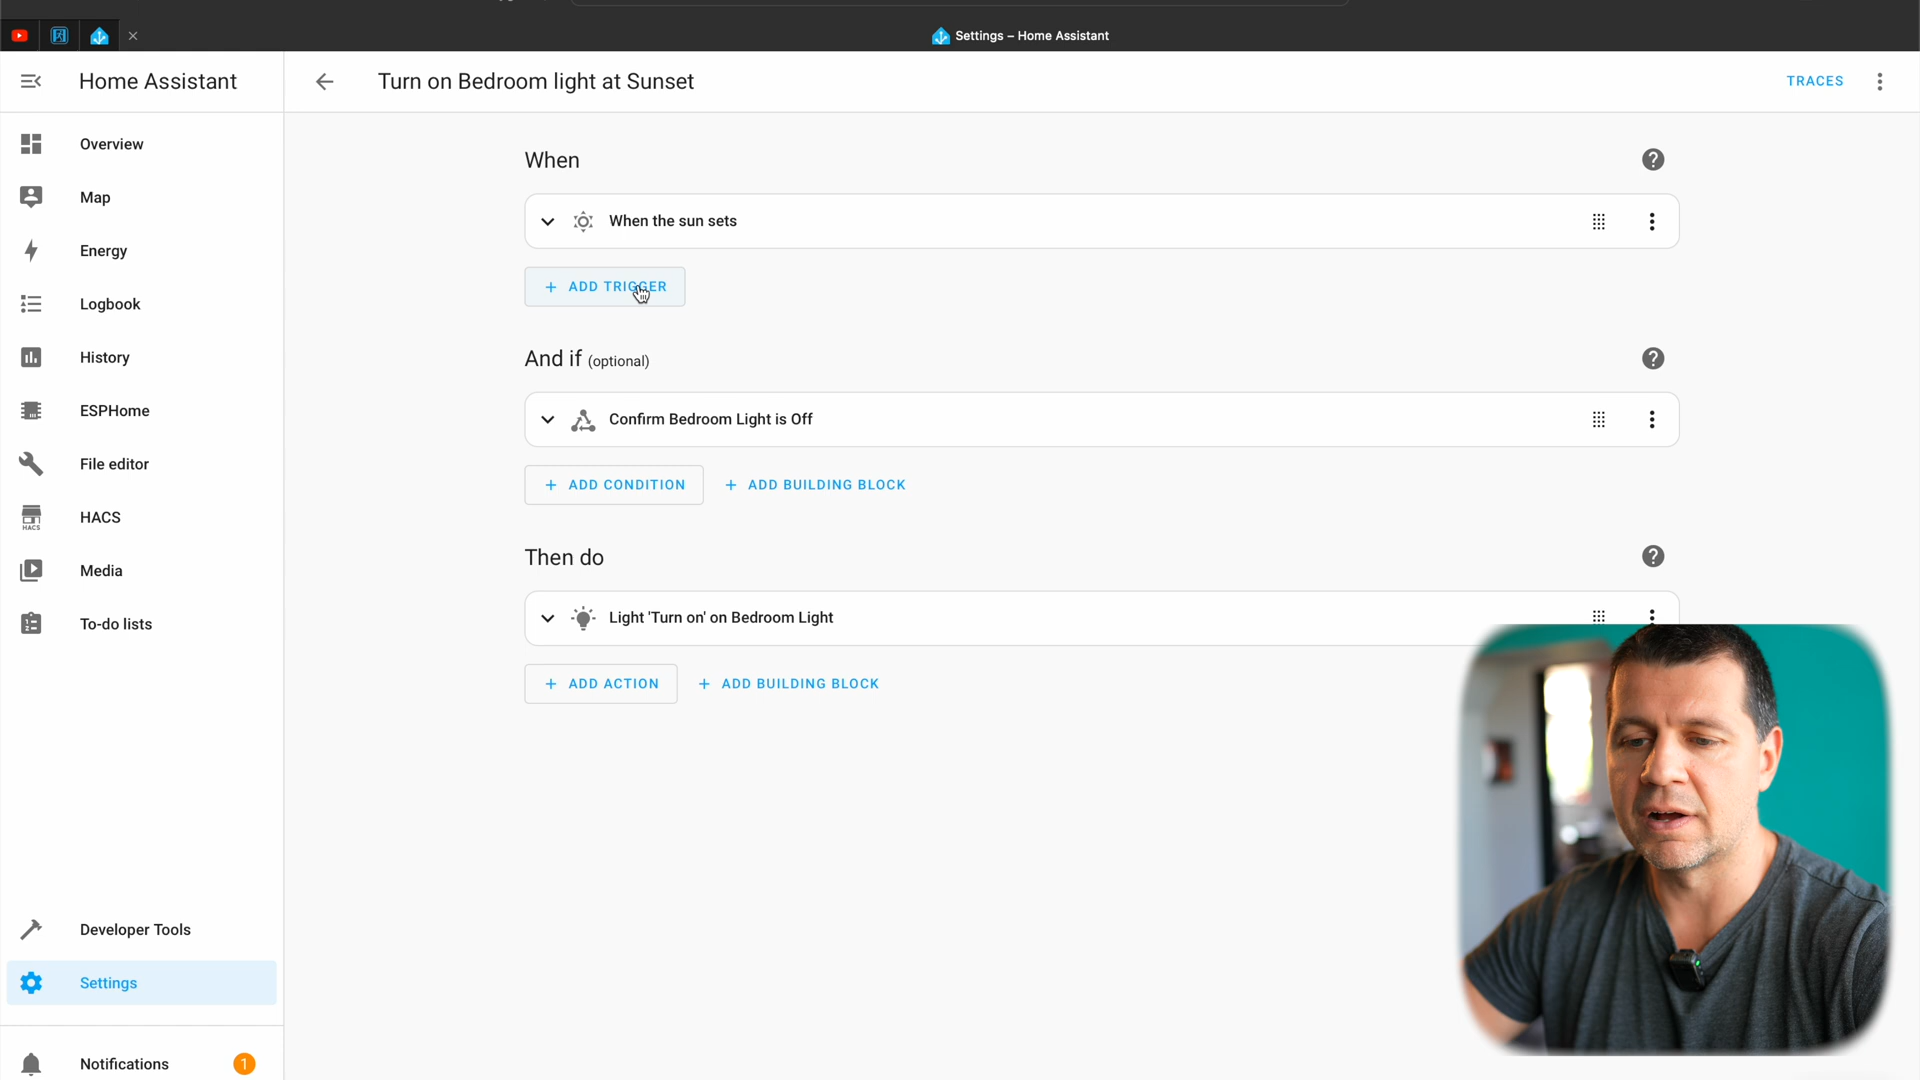 Settings – Home Assistant
Home Assistant
Turn on Bedroom light at Sunset
TRACES
Overview
Map
Energy
Logbook
History
ESPHome
File editor
HACS
HACS
Media
To-do lists
Developer Tools
Settings
Notifications
1
When
When the sun sets
+ ADD TRIGGER
And if (optional)
Confirm Bedroom Light is Off
+ ADD CONDITION
+ ADD BUILDING BLOCK
Then do
Light 'Turn on' on Bedroom Light
+ ADD ACTION
+ ADD BUILDING BLOCK